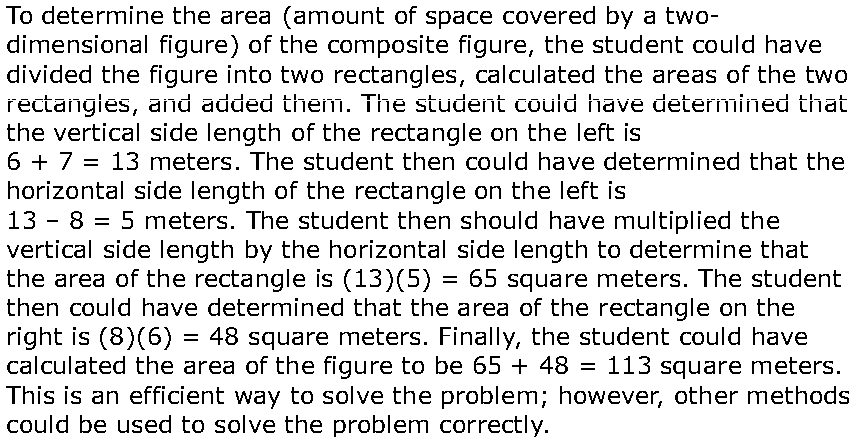 To determine the area (amount of space covered by a two-
dimensional figure) of the composite figure, the student could have
divided the figure into two rectangles, calculated the areas of the two
rectangles, and added them. The student could have determined that
the vertical side length of the rectangle on the left is
6 + 7 = 13 meters. The student then could have determined that the
horizontal side length of the rectangle on the left is
13 – 8 = 5 meters. The student then should have multiplied the
vertical side length by the horizontal side length to determine that
the area of the rectangle is (13)(5) = 65 square meters. The student
then could have determined that the area of the rectangle on the
right is (8)(6) = 48 square meters. Finally, the student could have
calculated the area of the figure to be 65 + 48 = 113 square meters.
This is an efficient way to solve the problem; however, other methods
could be used to solve the problem correctly.